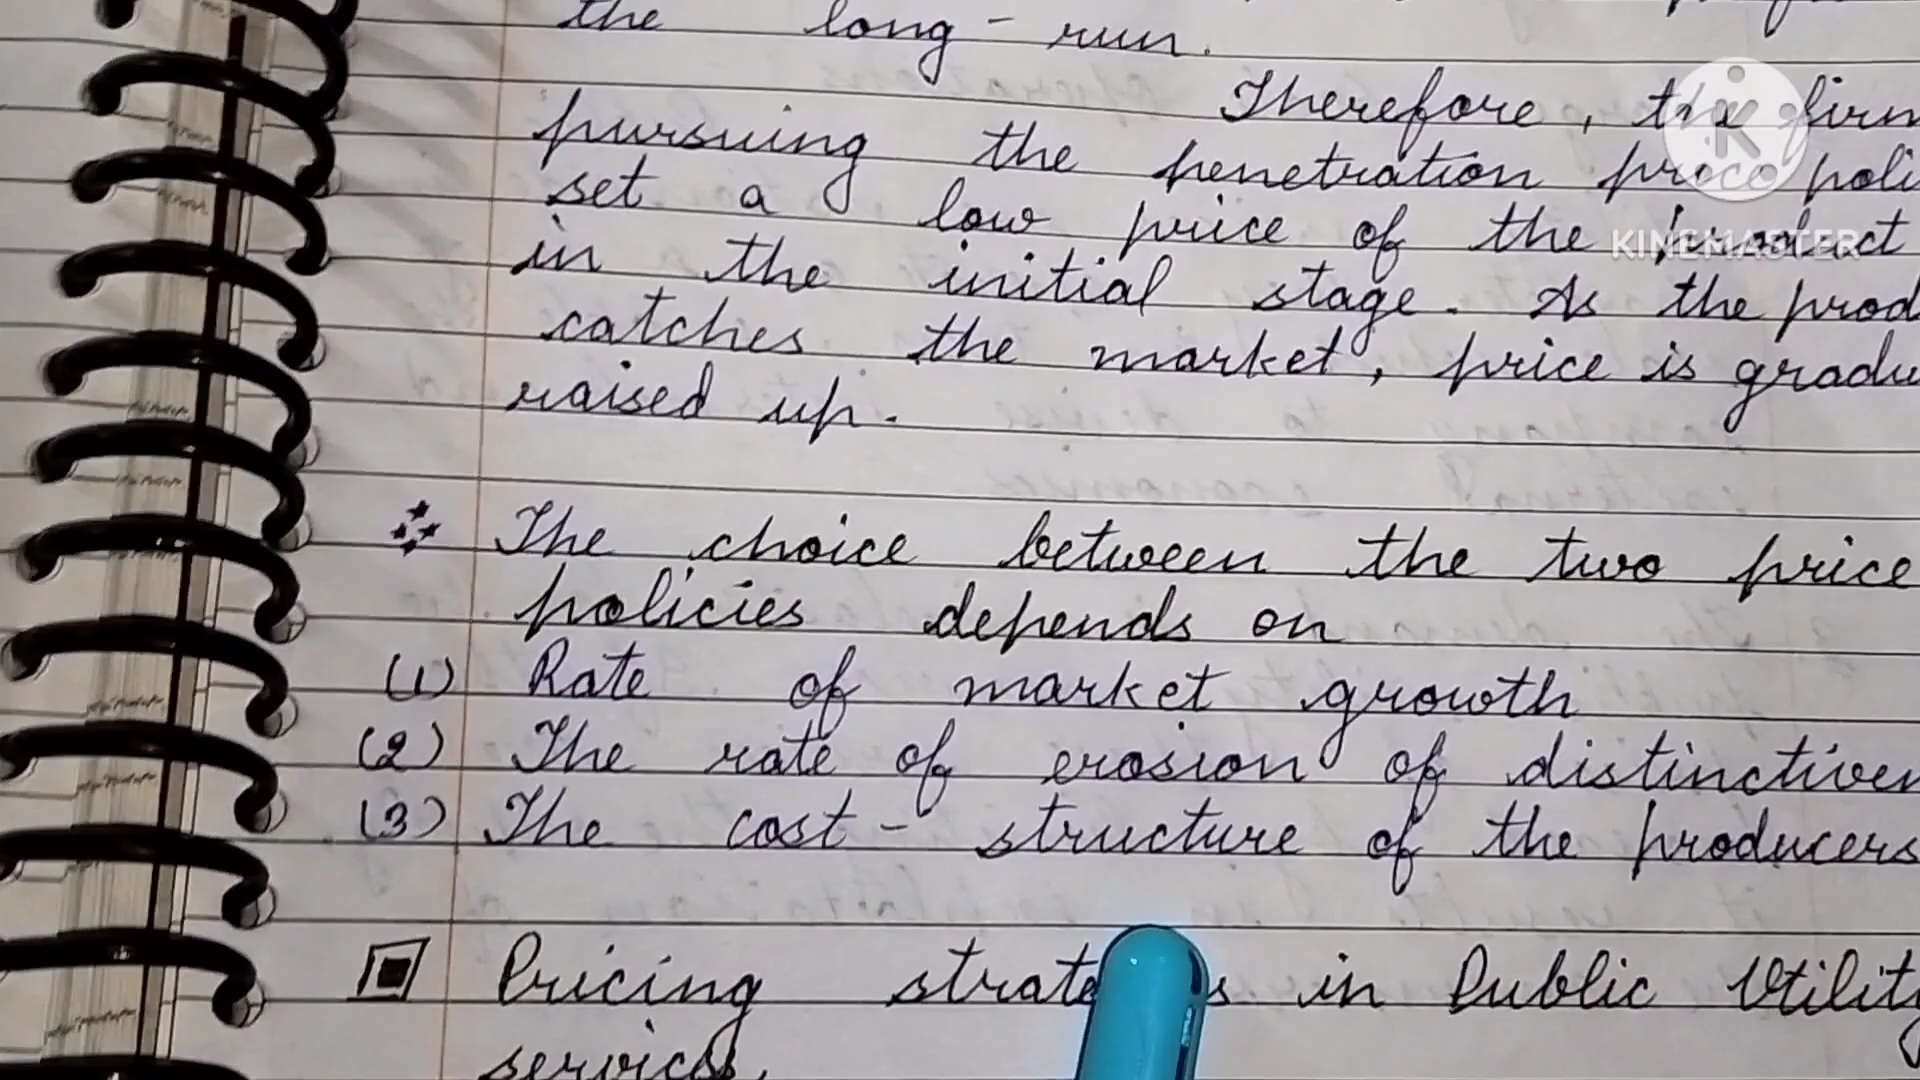 the long-run.
Therefore, the firm
pursuing the penetration price poli
set a low price of the product
in the initial stage. As the prod
catches the market, price is gradu
raised up.
The choice between the two price
policies depends on
(1) Rate of market growth
(2) The rate of erosion of distinctiven
(3) The cost-structure of the producers
Pricing in Public Utility
services.
KINEMASTER